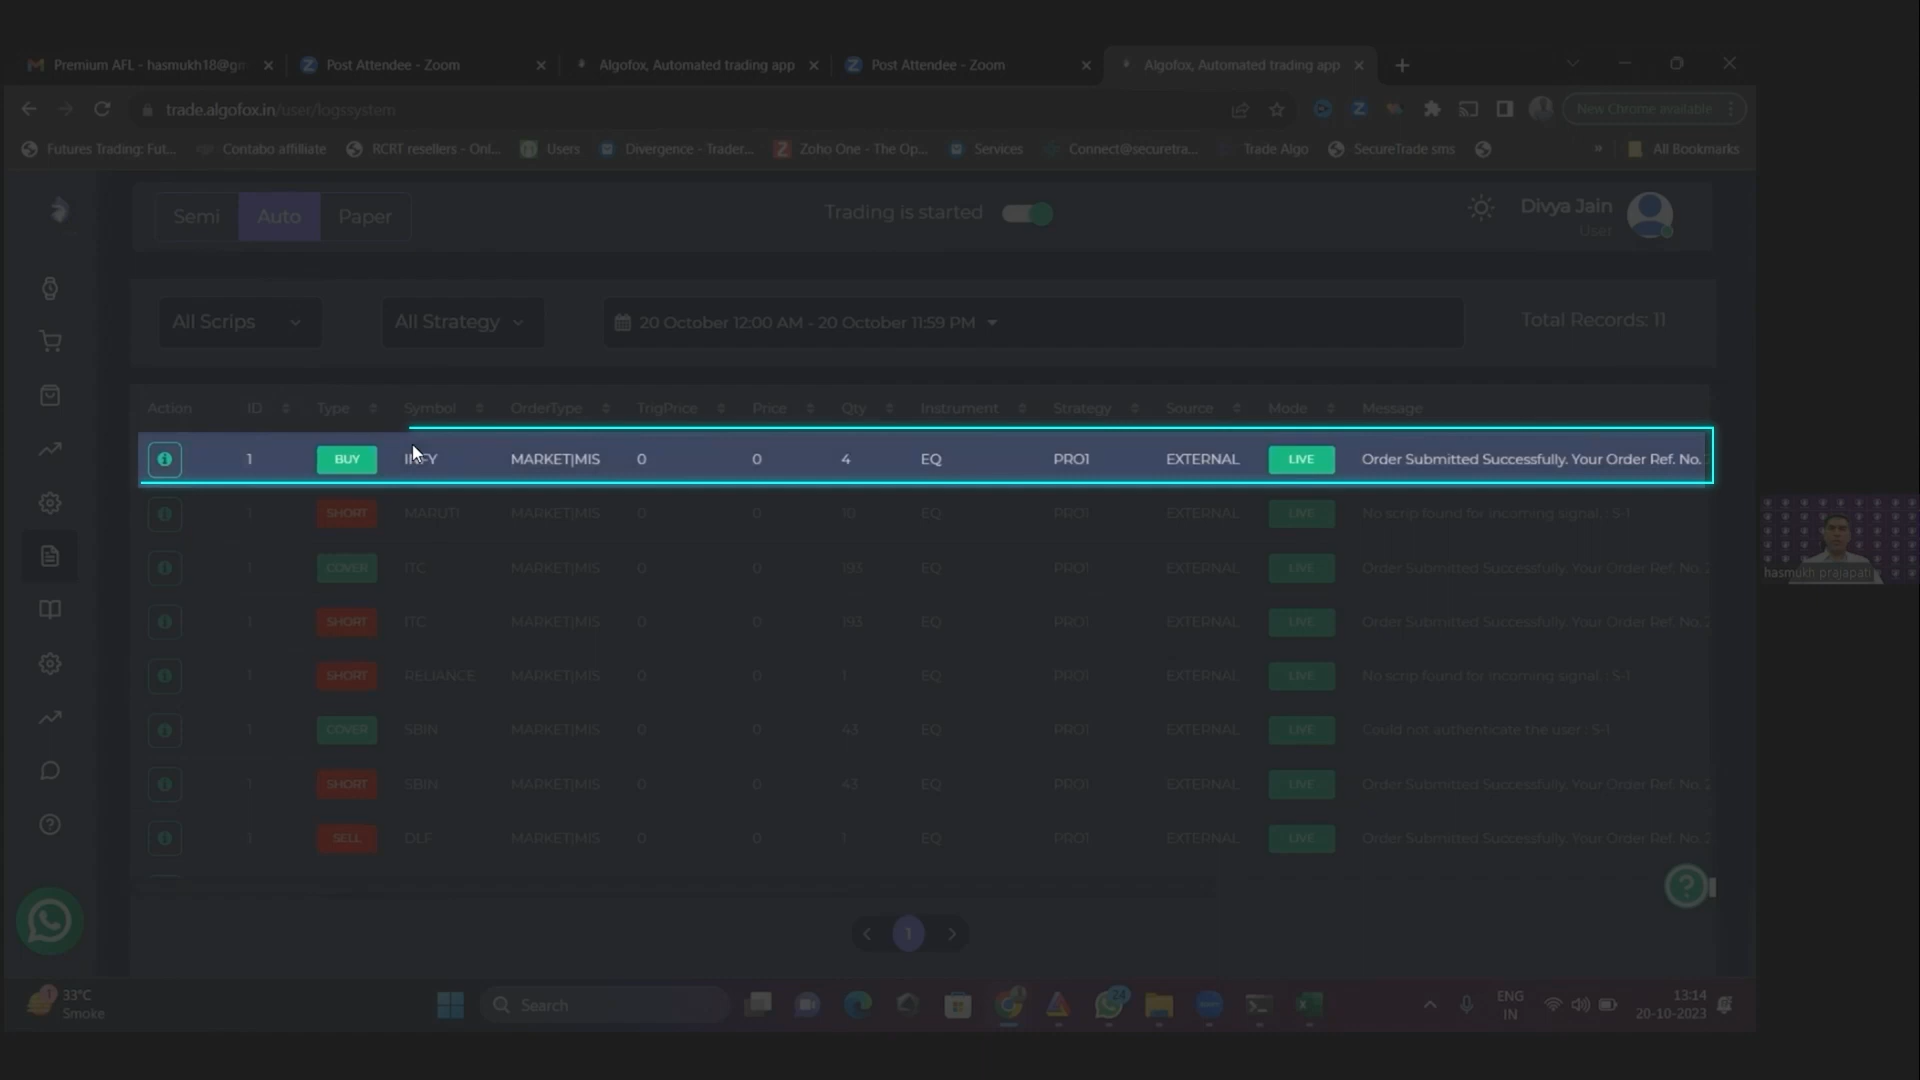 Premium AFL - hasmukh18@gm
Post Attendee - Zoom
Algofox, Automated trading app
Post Attendee - Zoom
Algofox, Automated trading app
trade.algofox.in/user/logssystem
New Chrome available
Futures Trading: Fut...
Contabo affilliate
RCRT resellers - Onl...
Users
Divergence - Trader...
Zoho One - The Op...
Services
Connect@securetra...
Trade Algo
SecureTrade sms
»
All Bookmarks
Semi Auto Paper
Trading is started
Divya Jain
User
All Scrips
All Strategy
20 October 12:00 AM - 20 October 11:59 PM
Total Records: 11
Action ID Type Symbol OrderType TrigPrice Price Qty Instrument Strategy Source Mode Message
1 BUY INFY MARKET|MIS 0 0 4 EQ PRO1 EXTERNAL LIVE Order Submitted Successfully. Your Order Ref. No.
1 SHORT MARUTI MARKET|MIS 0 0 10 EQ PRO1 EXTERNAL LIVE No scrip found for incoming signal. : S-1
1 COVER ITC MARKET|MIS 0 0 193 EQ PRO1 EXTERNAL LIVE Order Submitted Successfully. Your Order Ref. No. 2
1 SHORT ITC MARKET|MIS 0 0 193 EQ PRO1 EXTERNAL LIVE Order Submitted Successfully. Your Order Ref. No. 2
1 SHORT RELIANCE MARKET|MIS 0 0 1 EQ PRO1 EXTERNAL LIVE No scrip found for incoming signal. : S-1
1 COVER SBIN MARKET|MIS 0 0 43 EQ PRO1 EXTERNAL LIVE Could not authenticate the user : S-1
1 SHORT SBIN MARKET|MIS 0 0 43 EQ PRO1 EXTERNAL LIVE Order Submitted Successfully. Your Order Ref. No. 2
1 SELL DLF MARKET|MIS 0 0 1 EQ PRO1 EXTERNAL LIVE Order Submitted Successfully. Your Order Ref. No. 2
hasmukh prajapati
1
1
33°C
Smoke
Search
24
ENG
IN
13:14
20-10-2023